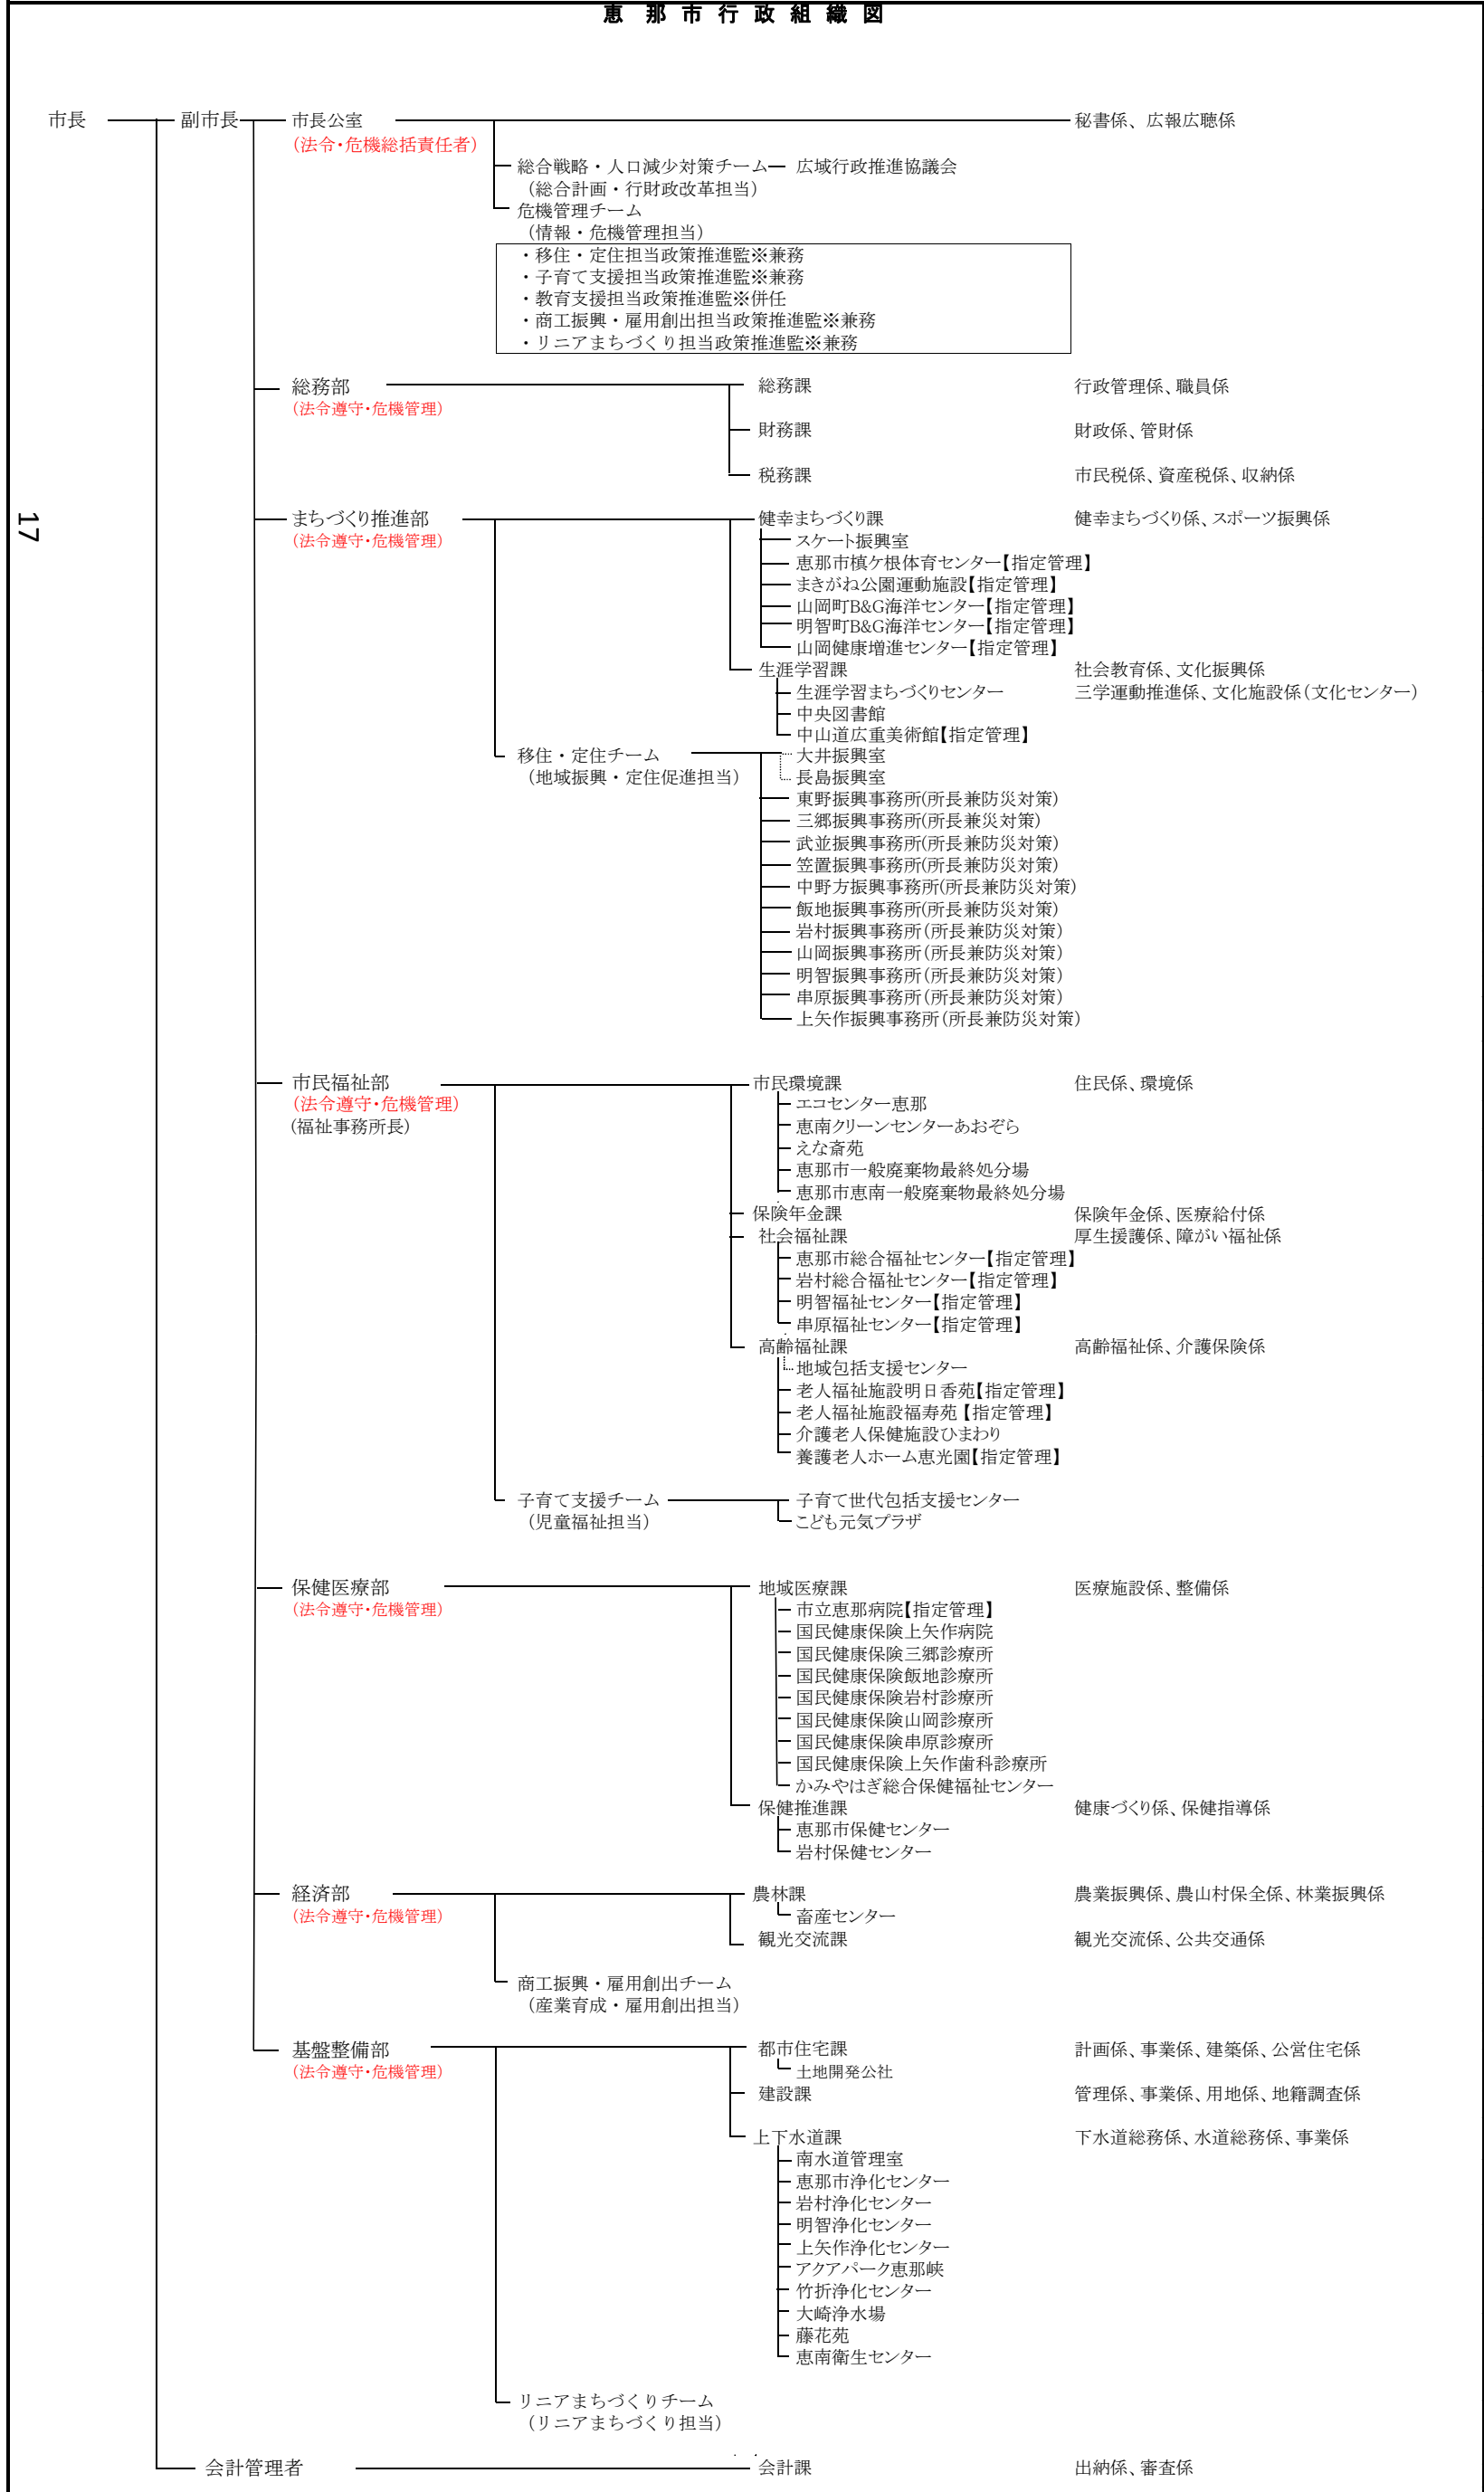 恵那市行政組織図
市長 副市長 市長公室 秘書係、広報広聴係
（法令・危機総括責任者）
総合戦略・人口減少対策チーム 広域行政推進協議会
（総合計画・行財政改革担当）
危機管理チーム
（情報・危機管理担当）
・移住・定住担当政策推進監※兼務
・子育て支援担当政策推進監※兼務
・教育支援担当政策推進監※併任
・商工振興・雇用創出担当政策推進監※兼務
・リニアまちづくり担当政策推進監※兼務
総務部 総務課 行政管理係、職員係
（法令遵守・危機管理）
財務課 財政係、管財係
税務課 市民税係、資産税係、収納係
17
まちづくり推進部 健幸まちづくり課 健幸まちづくり係、スポーツ振興係
（法令遵守・危機管理） スケート振興室
恵那市槙ケ根体育センター【指定管理】
まきがね公園運動施設【指定管理】
山岡町B&G海洋センター【指定管理】
明智町B&G海洋センター【指定管理】
山岡健康増進センター【指定管理】
生涯学習課 社会教育係、文化振興係
生涯学習まちづくりセンター 三学運動推進係、文化施設係（文化センター）
中央図書館
中山道広重美術館【指定管理】
移住・定住チーム 大井振興室
（地域振興・定住促進担当） 長島振興室
東野振興事務所(所長兼防災対策)
三郷振興事務所(所長兼災対策)
武並振興事務所(所長兼防災対策)
笠置振興事務所(所長兼防災対策)
中野方振興事務所(所長兼防災対策)
飯地振興事務所(所長兼防災対策)
岩村振興事務所（所長兼防災対策）
山岡振興事務所（所長兼防災対策）
明智振興事務所（所長兼防災対策）
串原振興事務所（所長兼防災対策）
上矢作振興事務所（所長兼防災対策）
市民福祉部 市民環境課 住民係、環境係
（法令遵守・危機管理） エコセンター恵那
(福祉事務所長) 恵南クリーンセンターあおぞら
えな斎苑
恵那市一般廃棄物最終処分場
恵那市恵南一般廃棄物最終処分場
保険年金課 保険年金係、医療給付係
社会福祉課 厚生援護係、障がい福祉係
恵那市総合福祉センター【指定管理】
岩村総合福祉センター【指定管理】
明智福祉センター【指定管理】
串原福祉センター【指定管理】
高齢福祉課 高齢福祉係、介護保険係
地域包括支援センター
老人福祉施設明日香苑【指定管理】
老人福祉施設福寿苑【指定管理】
介護老人保健施設ひまわり
養護老人ホーム恵光園【指定管理】
子育て支援チーム 子育て世代包括支援センター
（児童福祉担当） こども元気プラザ
保健医療部 地域医療課 医療施設係、整備係
（法令遵守・危機管理） 市立恵那病院【指定管理】
国民健康保険上矢作病院
国民健康保険三郷診療所
国民健康保険飯地診療所
国民健康保険岩村診療所
国民健康保険山岡診療所
国民健康保険串原診療所
国民健康保険上矢作歯科診療所
かみやはぎ総合保健福祉センター
保健推進課 健康づくり係、保健指導係
恵那市保健センター
岩村保健センター
経済部 農林課 農業振興係、農山村保全係、林業振興係
（法令遵守・危機管理） 畜産センター
観光交流課 観光交流係、公共交通係
商工振興・雇用創出チーム
（産業育成・雇用創出担当）
基盤整備部 都市住宅課 計画係、事業係、建築係、公営住宅係
（法令遵守・危機管理） 土地開発公社
建設課 管理係、事業係、用地係、地籍調査係
上下水道課 下水道総務係、水道総務係、事業係
南水道管理室
恵那市浄化センター
岩村浄化センター
明智浄化センター
上矢作浄化センター
アクアパーク恵那峡
竹折浄化センター
大崎浄水場
藤花苑
恵南衛生センター
リニアまちづくりチーム
（リニアまちづくり担当）
会計管理者 会計課 出納係、審査係